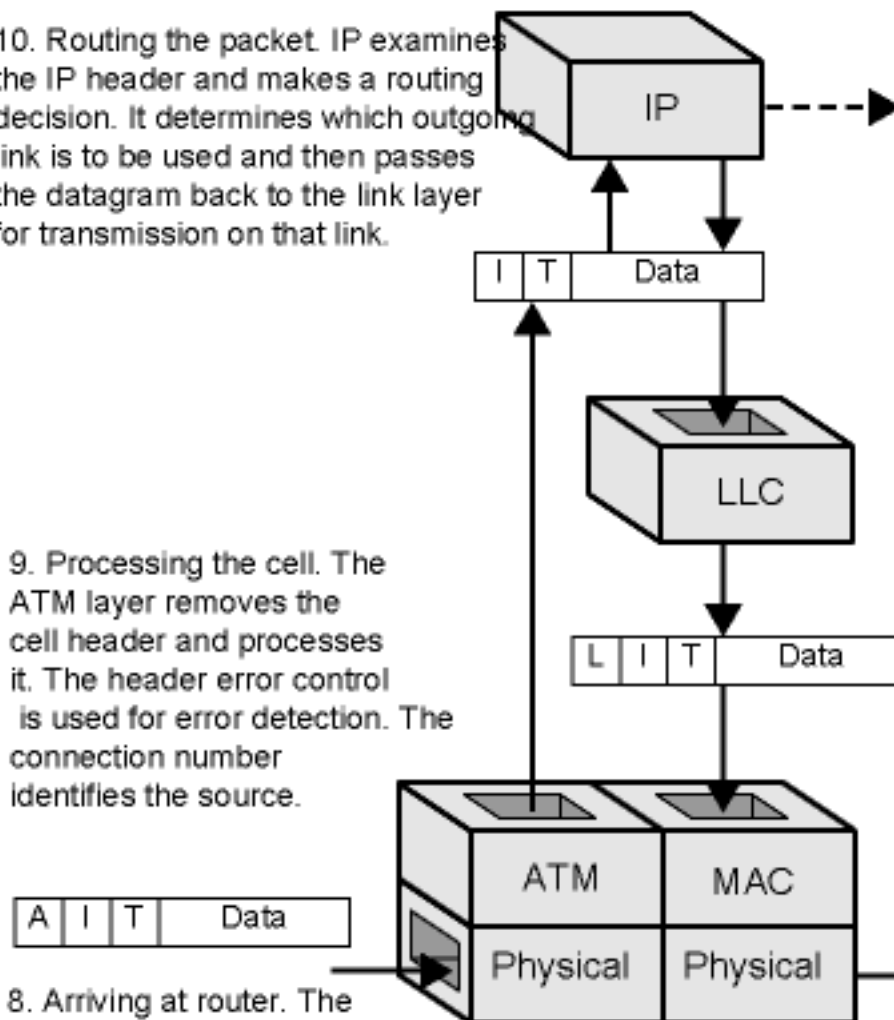 10. Routing the packet. IP examines
the IP header and makes a routing
decision. It determines which outgoing
link is to be used and then passes
the datagram back to the link layer
for transmission on that link.
IP
I T Data
LLC
9. Processing the cell. The
ATM layer removes the
cell header and processes
it. The header error control
is used for error detection. The
connection number
identifies the source.
L I T Data
ATM MAC
A I T Data
Physical Physical
8. Arriving at router. The